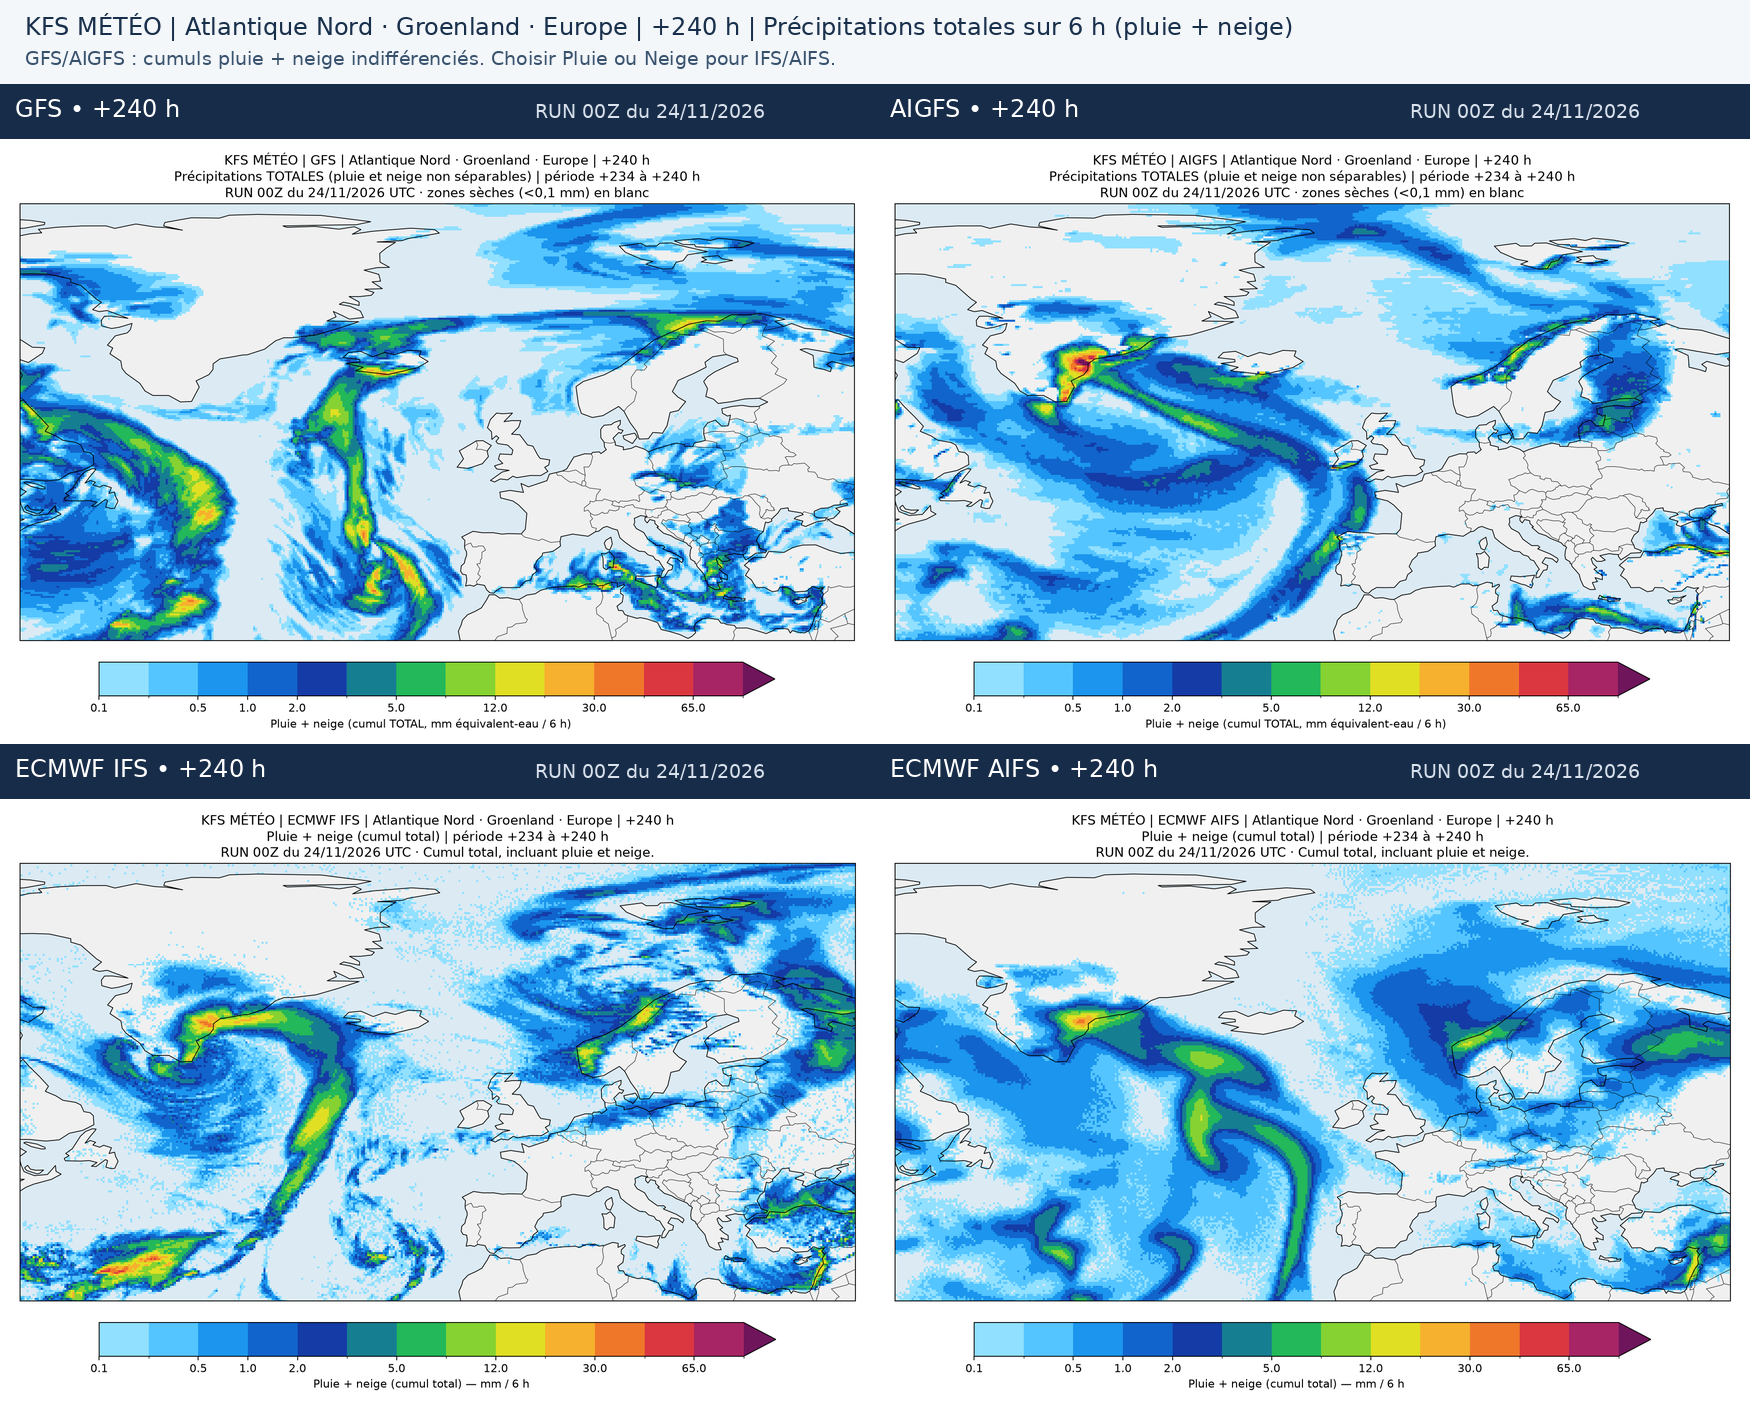 KFS MÉTÉO | Atlantique Nord · Groenland · Europe | +240 h | Précipitations totales sur 6 h (pluie + neige)
GFS/AIGFS : cumuls pluie + neige indifférenciés. Choisir Pluie ou Neige pour IFS/AIFS.
GFS • +240 h RUN 00Z du 24/11/2026
KFS MÉTÉO | GFS | Atlantique Nord · Groenland · Europe | +240 h
Précipitations TOTALES (pluie et neige non séparables) | période +234 à +240 h
RUN 00Z du 24/11/2026 UTC · zones sèches (<0,1 mm) en blanc
0.1 0.5 1.0 2.0 5.0 12.0 30.0 65.0
Pluie + neige (cumul TOTAL, mm équivalent-eau / 6 h)
AIGFS • +240 h RUN 00Z du 24/11/2026
KFS MÉTÉO | AIGFS | Atlantique Nord · Groenland · Europe | +240 h
Précipitations TOTALES (pluie et neige non séparables) | période +234 à +240 h
RUN 00Z du 24/11/2026 UTC · zones sèches (<0,1 mm) en blanc
0.1 0.5 1.0 2.0 5.0 12.0 30.0 65.0
Pluie + neige (cumul TOTAL, mm équivalent-eau / 6 h)
ECMWF IFS • +240 h RUN 00Z du 24/11/2026
KFS MÉTÉO | ECMWF IFS | Atlantique Nord · Groenland · Europe | +240 h
Pluie + neige (cumul total) | période +234 à +240 h
RUN 00Z du 24/11/2026 UTC · Cumul total, incluant pluie et neige.
0.1 0.5 1.0 2.0 5.0 12.0 30.0 65.0
Pluie + neige (cumul total) — mm / 6 h
ECMWF AIFS • +240 h RUN 00Z du 24/11/2026
KFS MÉTÉO | ECMWF AIFS | Atlantique Nord · Groenland · Europe | +240 h
Pluie + neige (cumul total) | période +234 à +240 h
RUN 00Z du 24/11/2026 UTC · Cumul total, incluant pluie et neige.
0.1 0.5 1.0 2.0 5.0 12.0 30.0 65.0
Pluie + neige (cumul total) — mm / 6 h